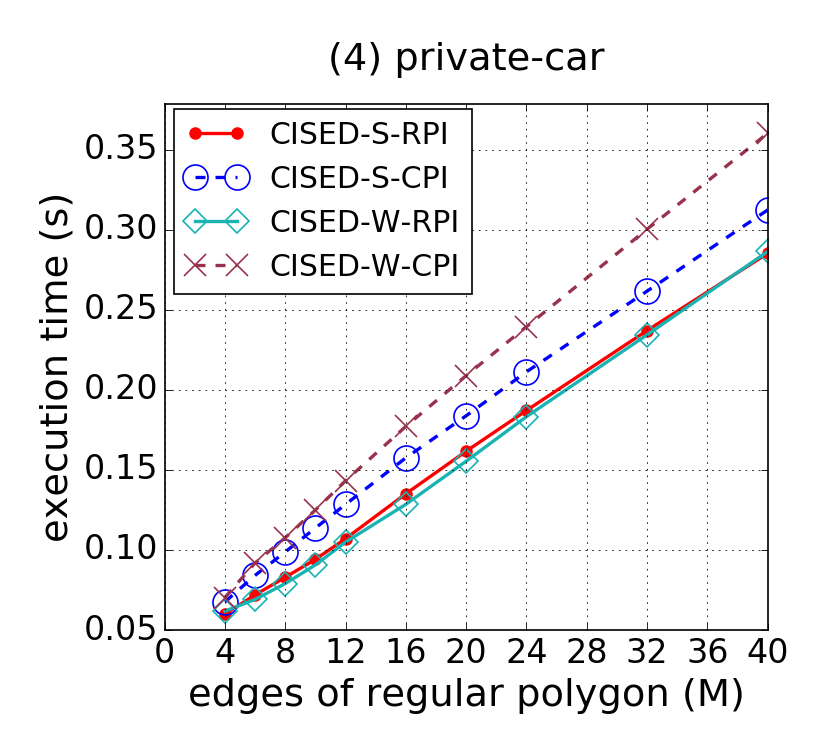 (4) private-car
CISED-S-RPI
CISED-S-CPI
CISED-W-RPI
CISED-W-CPI
execution time (s)
0.35
0.30
0.25
0.20
0.15
0.10
0.05
0 4 8 12 16 20 24 28 32 36 40
edges of regular polygon (M)